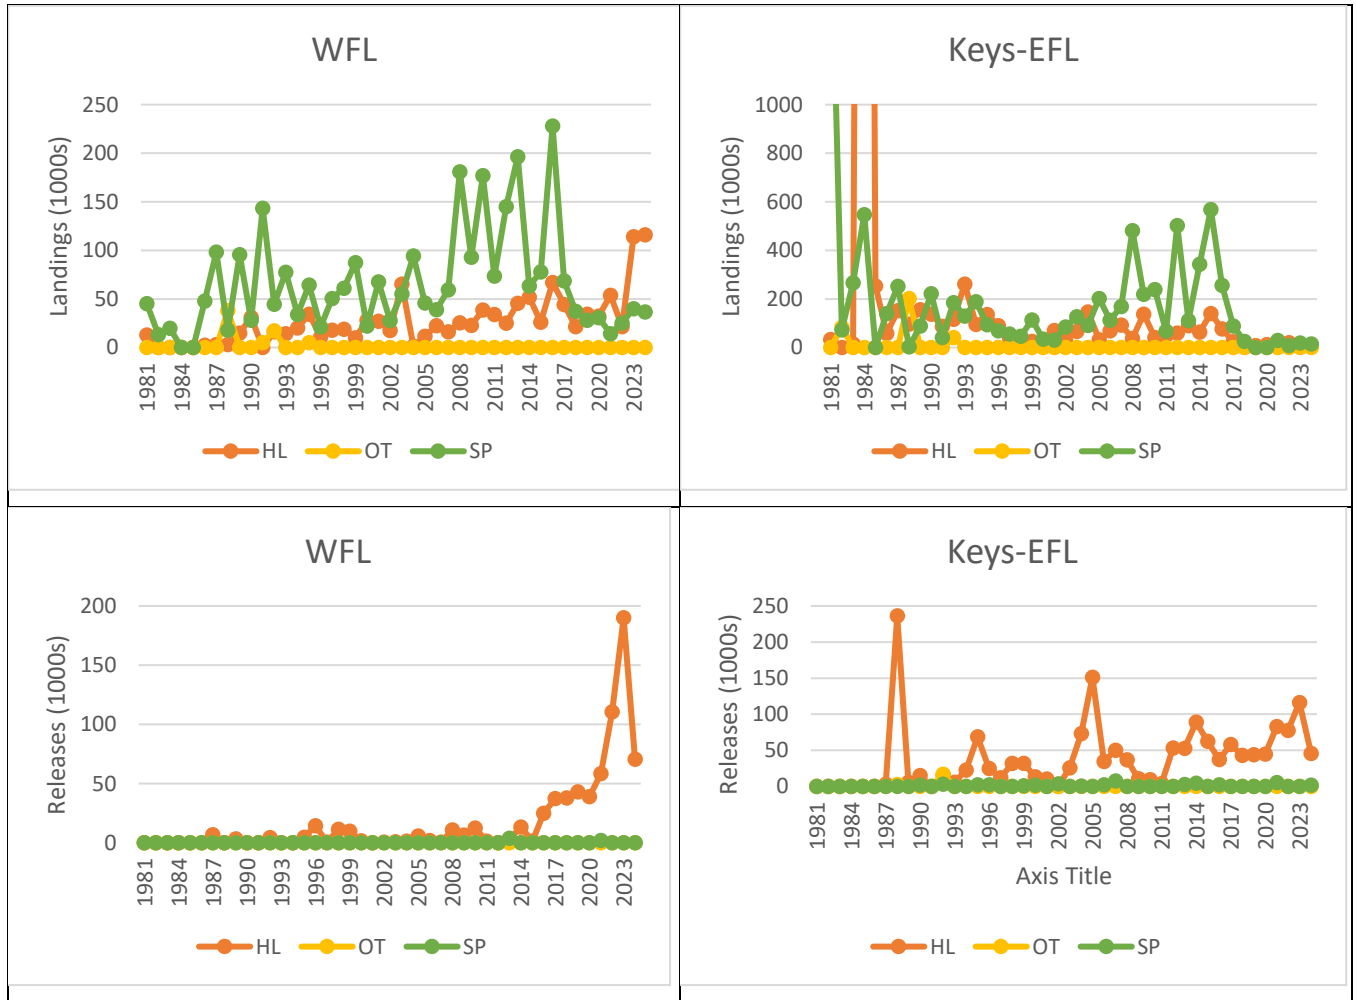 WFL
Landings (1000s)
250
200
150
100
50
0
1981 1984 1987 1990 1993 1996 1999 2002 2005 2008 2011 2014 2017 2020 2023
HL OT SP
Keys-EFL
Landings (1000s)
1000
800
600
400
200
0
1981 1984 1987 1990 1993 1996 1999 2002 2005 2008 2011 2014 2017 2020 2023
HL OT SP
WFL
Releases (1000s)
200
150
100
50
0
1981 1984 1987 1990 1993 1996 1999 2002 2005 2008 2011 2014 2017 2020 2023
HL OT SP
Keys-EFL
Releases (1000s)
250
200
150
100
50
0
1981 1984 1987 1990 1993 1996 1999 2002 2005 2008 2011 2014 2017 2020 2023
Axis Title
HL OT SP